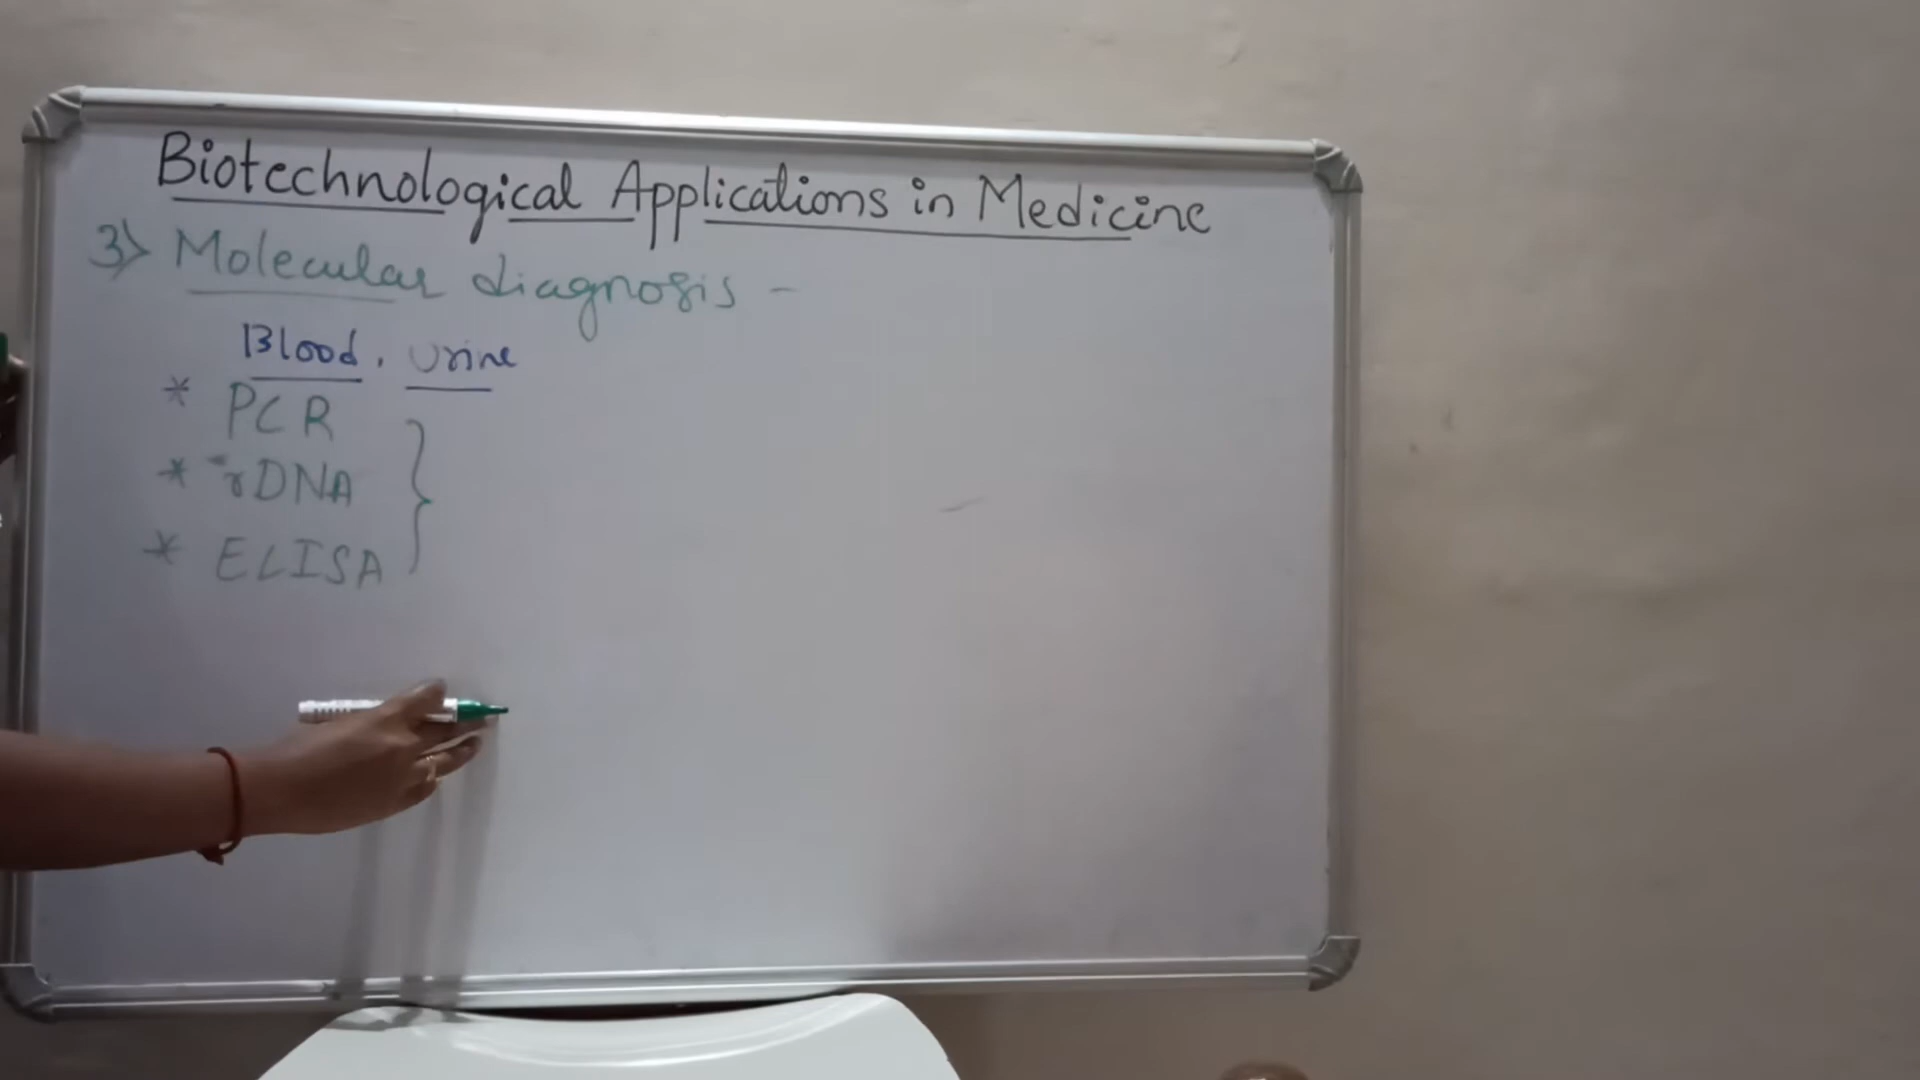 Biotechnological Applications in Medicine
3) Molecular diagnosis -
Blood, Urine
* PCR
* rDNA
* ELISA